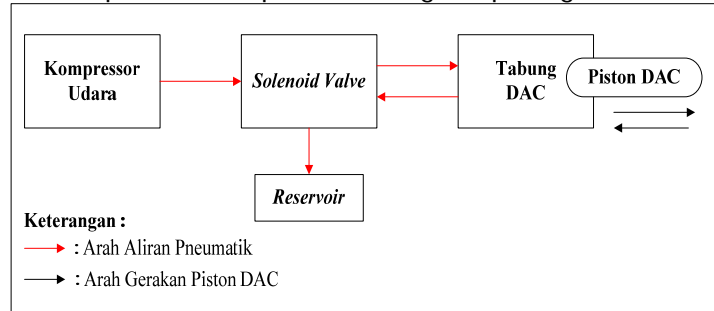 Kompressor
Udara
Solenoid Valve
Tabung
DAC
Piston DAC
Reservoir
Keterangan :
: Arah Aliran Pneumatik
: Arah Gerakan Piston DAC